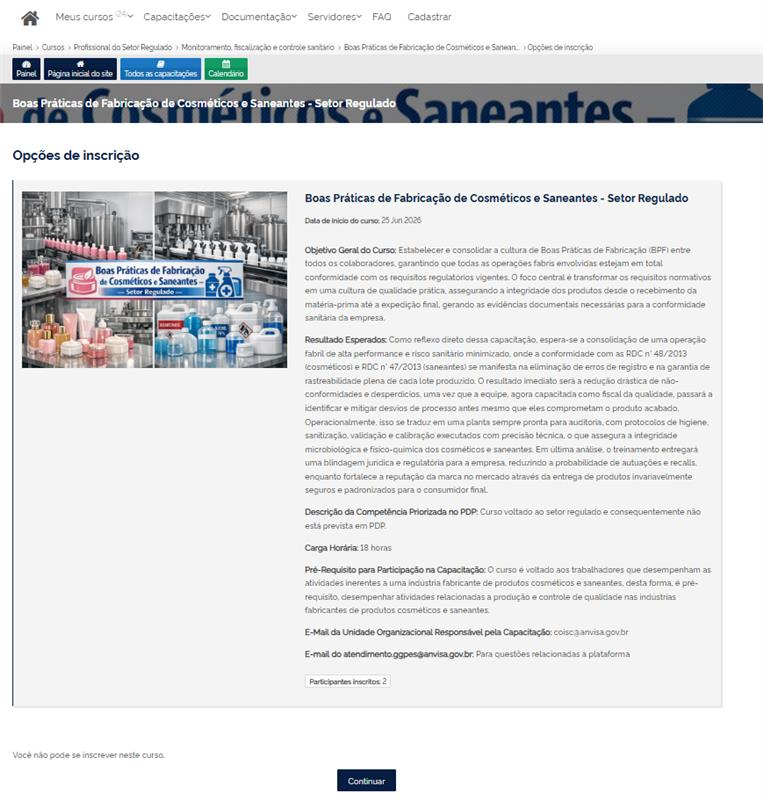 Meus cursos (24) Capacitações Documentação Servidores FAQ Cadastrar
Painel › Cursos › Profissional do Setor Regulado › Monitoramento, fiscalização e controle sanitário › Boas Práticas de Fabricação de Cosméticos e Sanean... › Opções de inscrição
Painel Página inicial do site Todos as capacitações Calendário
de Cosméticos e Saneantes –
Boas Práticas de Fabricação de Cosméticos e Saneantes - Setor Regulado
Opções de inscrição
Boas Práticas de Fabricação
de Cosméticos e Saneantes –
Setor Regulado
Boas Práticas de Fabricação de Cosméticos e Saneantes - Setor Regulado
Data de início do curso: 25 Jun 2026
Objetivo Geral do Curso: Estabelecer e consolidar a cultura de Boas Práticas de Fabricação (BPF) entre
todos os colaboradores, garantindo que todas as operações fabris envolvidas estejam em total
conformidade com os requisitos regulatórios vigentes. O foco central é transformar os requisitos normativos
em uma cultura de qualidade prática, assegurando a integridade dos produtos desde o recebimento da
matéria-prima até a expedição final, gerando as evidências documentais necessárias para a conformidade
sanitária da empresa.
Resultado Esperados: Como reflexo direto dessa capacitação, espera-se a consolidação de uma operação
fabril de alta performance e risco sanitário minimizado, onde a conformidade com as RDC n° 48/2013
(cosméticos) e RDC n° 47/2013 (saneantes) se manifesta na eliminação de erros de registro e na garantia de
rastreabilidade plena de cada lote produzido. O resultado imediato será a redução drástica de não-
conformidades e desperdícios, uma vez que a equipe, agora capacitada como fiscal da qualidade, passará a
identificar e mitigar desvios de processo antes mesmo que eles comprometam o produto acabado.
Operacionalmente, isso se traduz em uma planta sempre pronta para auditoria, com protocolos de higiene,
sanitização, validação e calibração executados com precisão técnica, o que assegura a integridade
microbiológica e físico-química dos cosméticos e saneantes. Em última análise, o treinamento entregará
uma blindagem jurídica e regulatória para a empresa, reduzindo a probabilidade de autuações e recalls,
enquanto fortalece a reputação da marca no mercado através da entrega de produtos invariavelmente
seguros e padronizados para o consumidor final.
Descrição da Competência Priorizada no PDP: Curso voltado ao setor regulado e consequentemente não
está prevista em PDP.
Carga Horária: 18 horas
Pré-Requisito para Participação na Capacitação: O curso é voltado aos trabalhadores que desempenham as
atividades inerentes a uma indústria fabricante de produtos cosméticos e saneantes, desta forma, é pré-
requisito, desempenhar atividades relacionadas a produção e controle de qualidade nas indústrias
fabricantes de produtos cosméticos e saneantes.
E-Mail da Unidade Organizacional Responsável pela Capacitação: coisc@anvisa.gov.br
E-mail do atendimento.ggpes@anvisa.gov.br: Para questões relacionadas à plataforma
Participantes inscritos: 2
Você não pode se inscrever neste curso.
Continuar